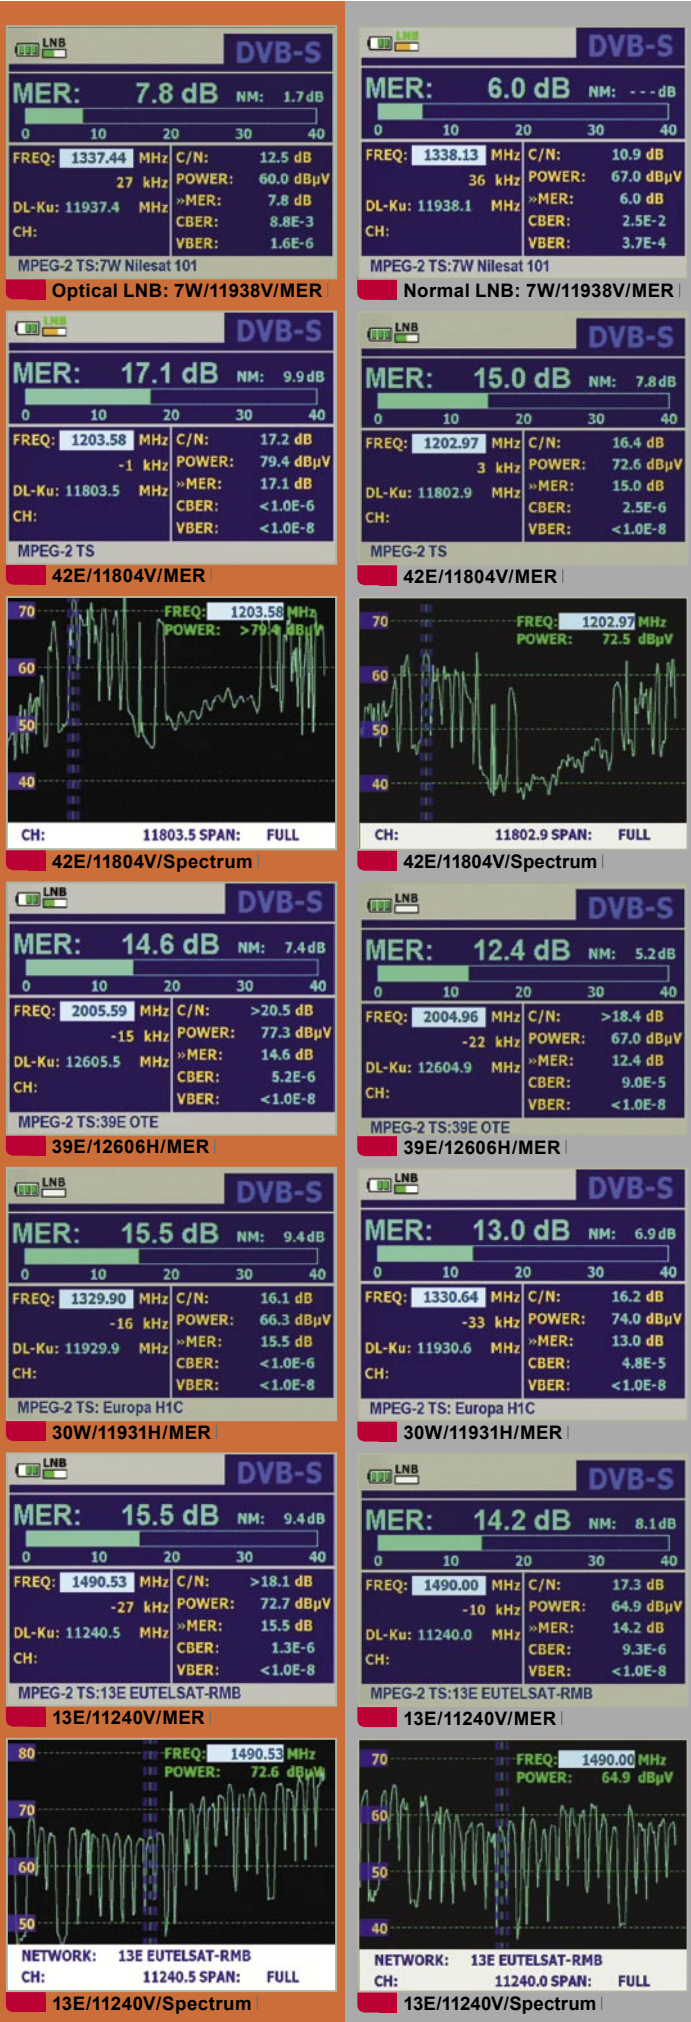 LNB
DVB-S
MER: 7.8 dB NM: 1.7dB
0 10 20 30 40
FREQ: 1337.44 MHz C/N: 12.5 dB
27 kHz POWER: 60.0 dBµV
DL-Ku: 11937.4 MHz »MER: 7.8 dB
CBER: 8.8E-3
CH:
VBER: 1.6E-6
MPEG-2 TS:7W Nilesat 101
Optical LNB: 7W/11938V/MER
LNB
DVB-S
MER: 6.0 dB NM: ---dB
0 10 20 30 40
FREQ: 1338.13 MHz C/N: 10.9 dB
36 kHz POWER: 67.0 dBµV
DL-Ku: 11938.1 MHz »MER: 6.0 dB
CBER: 2.5E-2
CH:
VBER: 3.7E-4
MPEG-2 TS:7W Nilesat 101
Normal LNB: 7W/11938V/MER
LNB
DVB-S
MER: 17.1 dB NM: 9.9dB
0 10 20 30 40
FREQ: 1203.58 MHz C/N: 17.2 dB
-1 kHz POWER: 79.4 dBµV
DL-Ku: 11803.5 MHz »MER: 17.1 dB
CBER: <1.0E-6
CH:
VBER: <1.0E-8
MPEG-2 TS
42E/11804V/MER
LNB
DVB-S
MER: 15.0 dB NM: 7.8dB
0 10 20 30 40
FREQ: 1202.97 MHz C/N: 16.4 dB
3 kHz POWER: 72.6 dBµV
DL-Ku: 11802.9 MHz »MER: 15.0 dB
CBER: 2.5E-6
CH:
VBER: <1.0E-8
MPEG-2 TS
42E/11804V/MER
70
FREQ: 1203.58 MHz
POWER: >79.4 dBµV
60
50
40
CH: 11803.5 SPAN: FULL
42E/11804V/Spectrum
70
FREQ: 1202.97 MHz
POWER: 72.5 dBµV
60
50
40
CH: 11802.9 SPAN: FULL
42E/11804V/Spectrum
LNB
DVB-S
MER: 14.6 dB NM: 7.4dB
0 10 20 30 40
FREQ: 2005.59 MHz C/N: >20.5 dB
-15 kHz POWER: 77.3 dBµV
DL-Ku: 12605.5 MHz »MER: 14.6 dB
CBER: 5.2E-6
CH:
VBER: <1.0E-8
MPEG-2 TS:39E OTE
39E/12606H/MER
LNB
DVB-S
MER: 12.4 dB NM: 5.2dB
0 10 20 30 40
FREQ: 2004.96 MHz C/N: >18.4 dB
-22 kHz POWER: 67.0 dBµV
DL-Ku: 12604.9 MHz »MER: 12.4 dB
CBER: 9.0E-5
CH:
VBER: <1.0E-8
MPEG-2 TS:39E OTE
39E/12606H/MER
LNB
DVB-S
MER: 15.5 dB NM: 9.4dB
0 10 20 30 40
FREQ: 1329.90 MHz C/N: 16.1 dB
-16 kHz POWER: 66.3 dBµV
DL-Ku: 11929.9 MHz »MER: 15.5 dB
CBER: <1.0E-6
CH:
VBER: <1.0E-8
MPEG-2 TS: Europa H1C
30W/11931H/MER
LNB
DVB-S
MER: 13.0 dB NM: 6.9dB
0 10 20 30 40
FREQ: 1330.64 MHz C/N: 16.2 dB
-33 kHz POWER: 74.0 dBµV
DL-Ku: 11930.6 MHz »MER: 13.0 dB
CBER: 4.8E-5
CH:
VBER: <1.0E-8
MPEG-2 TS: Europa H1C
30W/11931H/MER
LNB
DVB-S
MER: 15.5 dB NM: 9.4dB
0 10 20 30 40
FREQ: 1490.53 MHz C/N: >18.1 dB
-27 kHz POWER: 72.7 dBµV
DL-Ku: 11240.5 MHz »MER: 15.5 dB
CBER: 1.3E-6
CH:
VBER: <1.0E-8
MPEG-2 TS:13E EUTELSAT-RMB
13E/11240V/MER
LNB
DVB-S
MER: 14.2 dB NM: 8.1dB
0 10 20 30 40
FREQ: 1490.00 MHz C/N: 17.3 dB
-10 kHz POWER: 64.9 dBµV
DL-Ku: 11240.0 MHz »MER: 14.2 dB
CBER: 9.3E-6
CH:
VBER: <1.0E-8
MPEG-2 TS:13E EUTELSAT-RMB
13E/11240V/MER
80
FREQ: 1490.53 MHz
POWER: 72.6 dBµV
70
60
50
NETWORK: 13E EUTELSAT-RMB
CH: 11240.5 SPAN: FULL
13E/11240V/Spectrum
70
FREQ: 1490.00 MHz
POWER: 64.9 dBµV
60
50
40
NETWORK: 13E EUTELSAT-RMB
CH: 11240.0 SPAN: FULL
13E/11240V/Spectrum